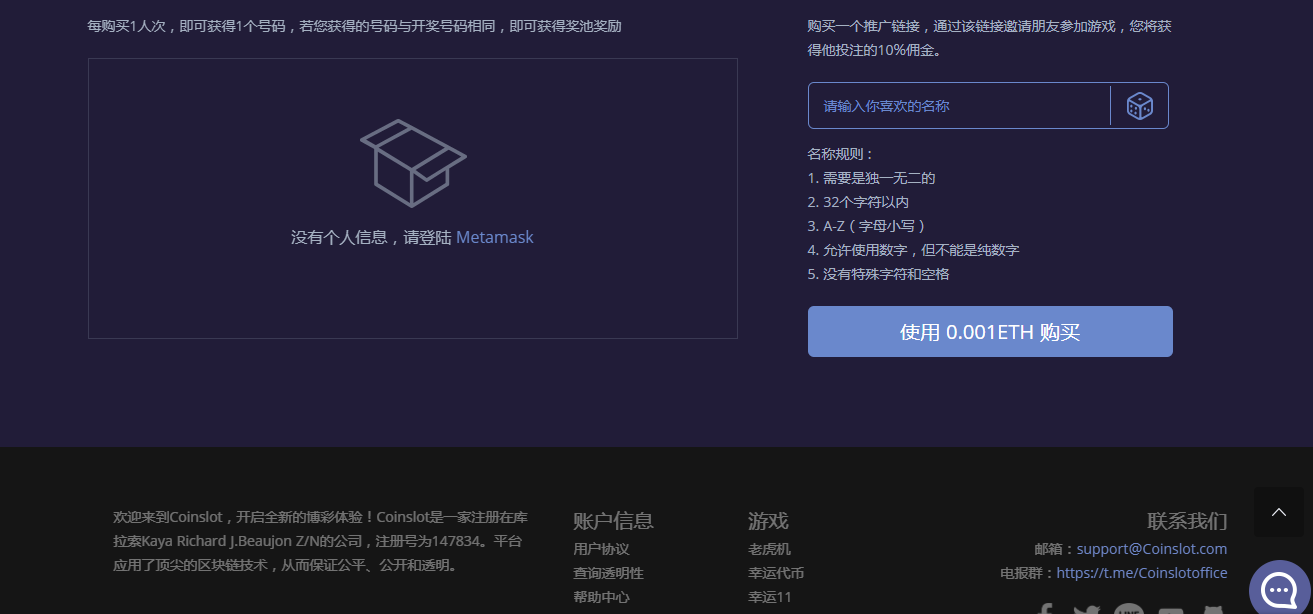 每购买1人次，即可获得1个号码，若您获得的号码与开奖号码相同，即可获得奖池奖励
没有个人信息，请登陆 Metamask
购买一个推广链接，通过该链接邀请朋友参加游戏，您将获
得他投注的10%佣金。
请输入你喜欢的名称
名称规则：
1. 需要是独一无二的
2. 32个字符以内
3. A-Z（字母小写）
4. 允许使用数字，但不能是纯数字
5. 没有特殊字符和空格
使用 0.001ETH 购买
欢迎来到Coinslot，开启全新的博彩体验！Coinslot是一家注册在库
拉索Kaya Richard J.Beaujon Z/N的公司，注册号为147834。平台
应用了顶尖的区块链技术，从而保证公平、公开和透明。
账户信息
用户协议
查询透明性
帮助中心
游戏
老虎机
幸运代币
幸运11
联系我们
邮箱：support@Coinslot.com
电报群：https://t.me/Coinslotoffice